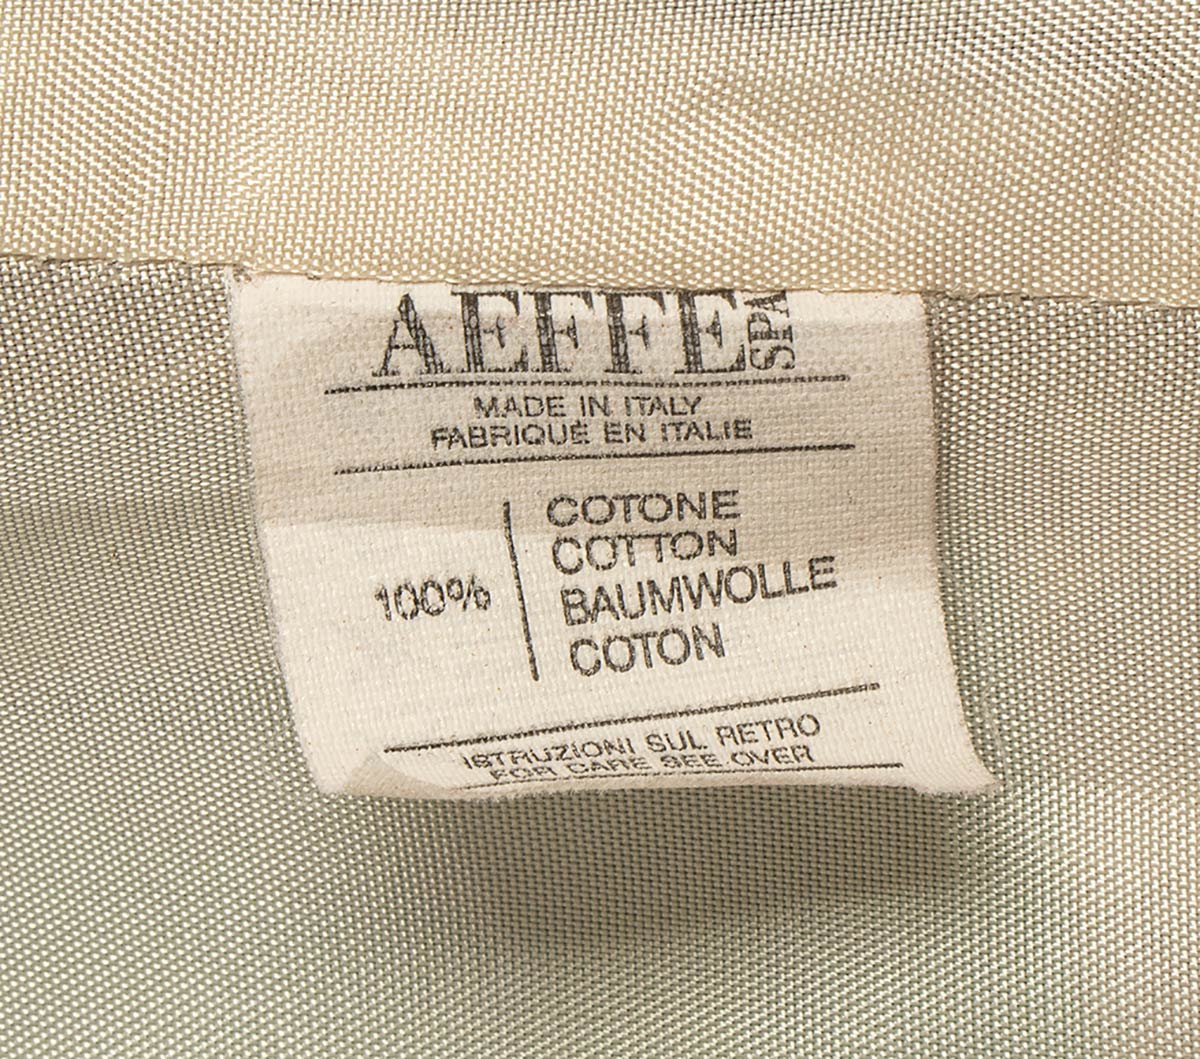 AEFFE SPA
MADE IN ITALY
FABRIQUÉ EN ITALIE
100%
COTONE
COTTON
BAUMWOLLE
COTON
ISTRUZIONI SUL RETRO
FOR CARE SEE OVER